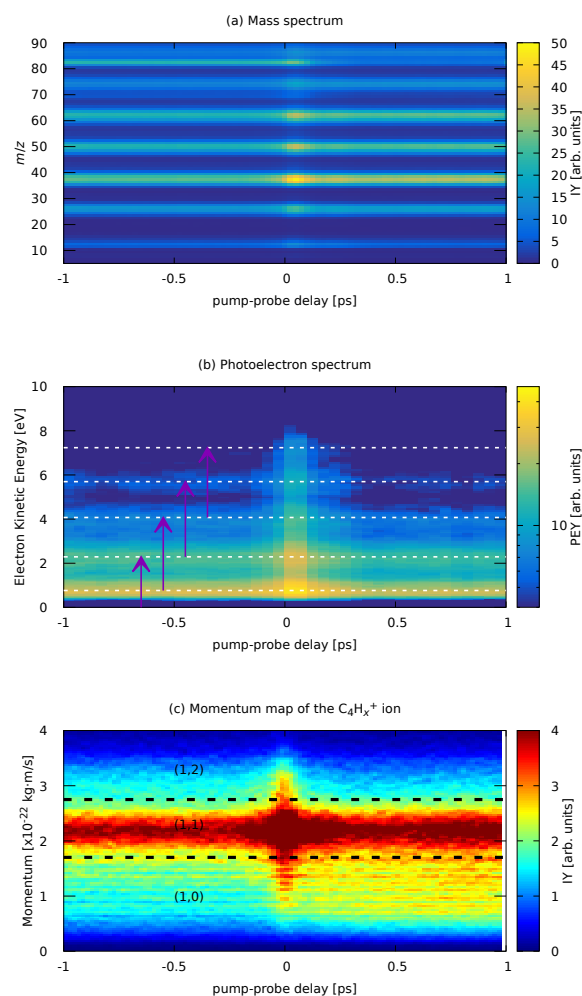 (a) Mass spectrum
90
80
70
60
50
40
30
20
10
m/z
-1 -0.5 0 0.5 1
pump-probe delay [ps]
50
45
40
35
30
25
20
15
10
5
0
IY [arb. units]
(b) Photoelectron spectrum
10
8
6
4
2
0
Electron Kinetic Energy [eV]
-1 -0.5 0 0.5 1
pump-probe delay [ps]
10
PEY [arb. units]
(c) Momentum map of the C₄Hₓ⁺ ion
4
3
2
1
0
Momentum [x10⁻²² kg·m/s]
(1,2)
(1,1)
(1,0)
-1 -0.5 0 0.5 1
pump-probe delay [ps]
4
3
2
1
0
IY [arb. units]